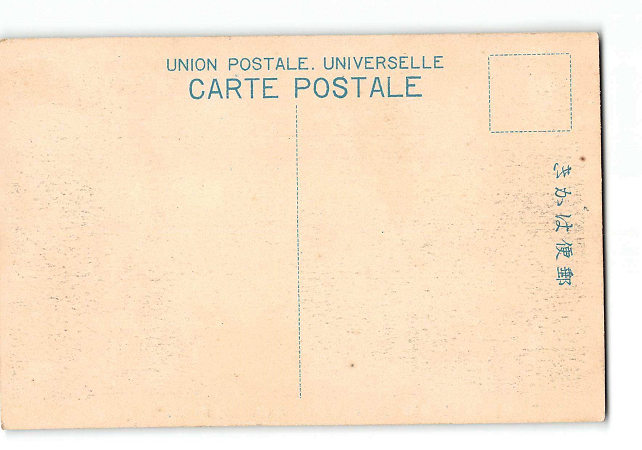 UNION POSTALE. UNIVERSELLE
CARTE POSTALE
郵便はかき